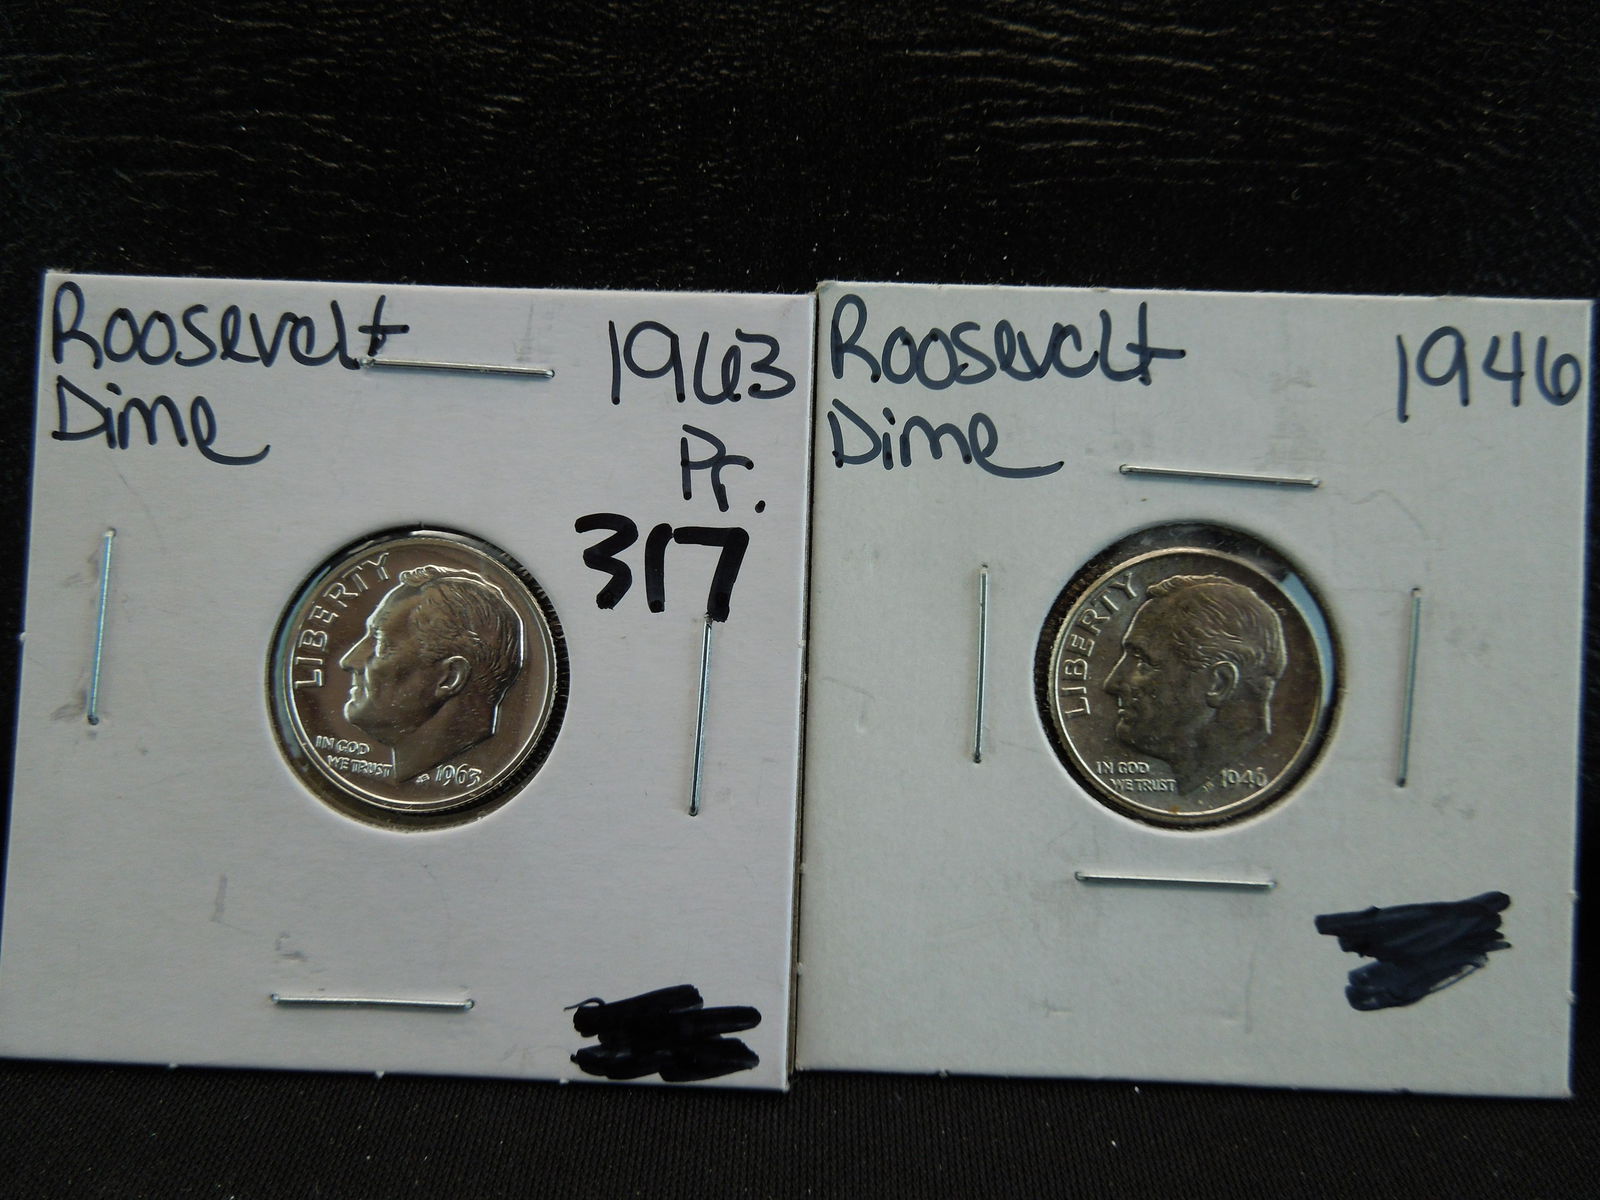 Roosevelt 1963
Dime
Pr.
317
LIBERTY
IN GOD
WE TRUST
1963
Roosevelt 1946
Dime
LIBERTY
IN GOD
WE TRUST
1946